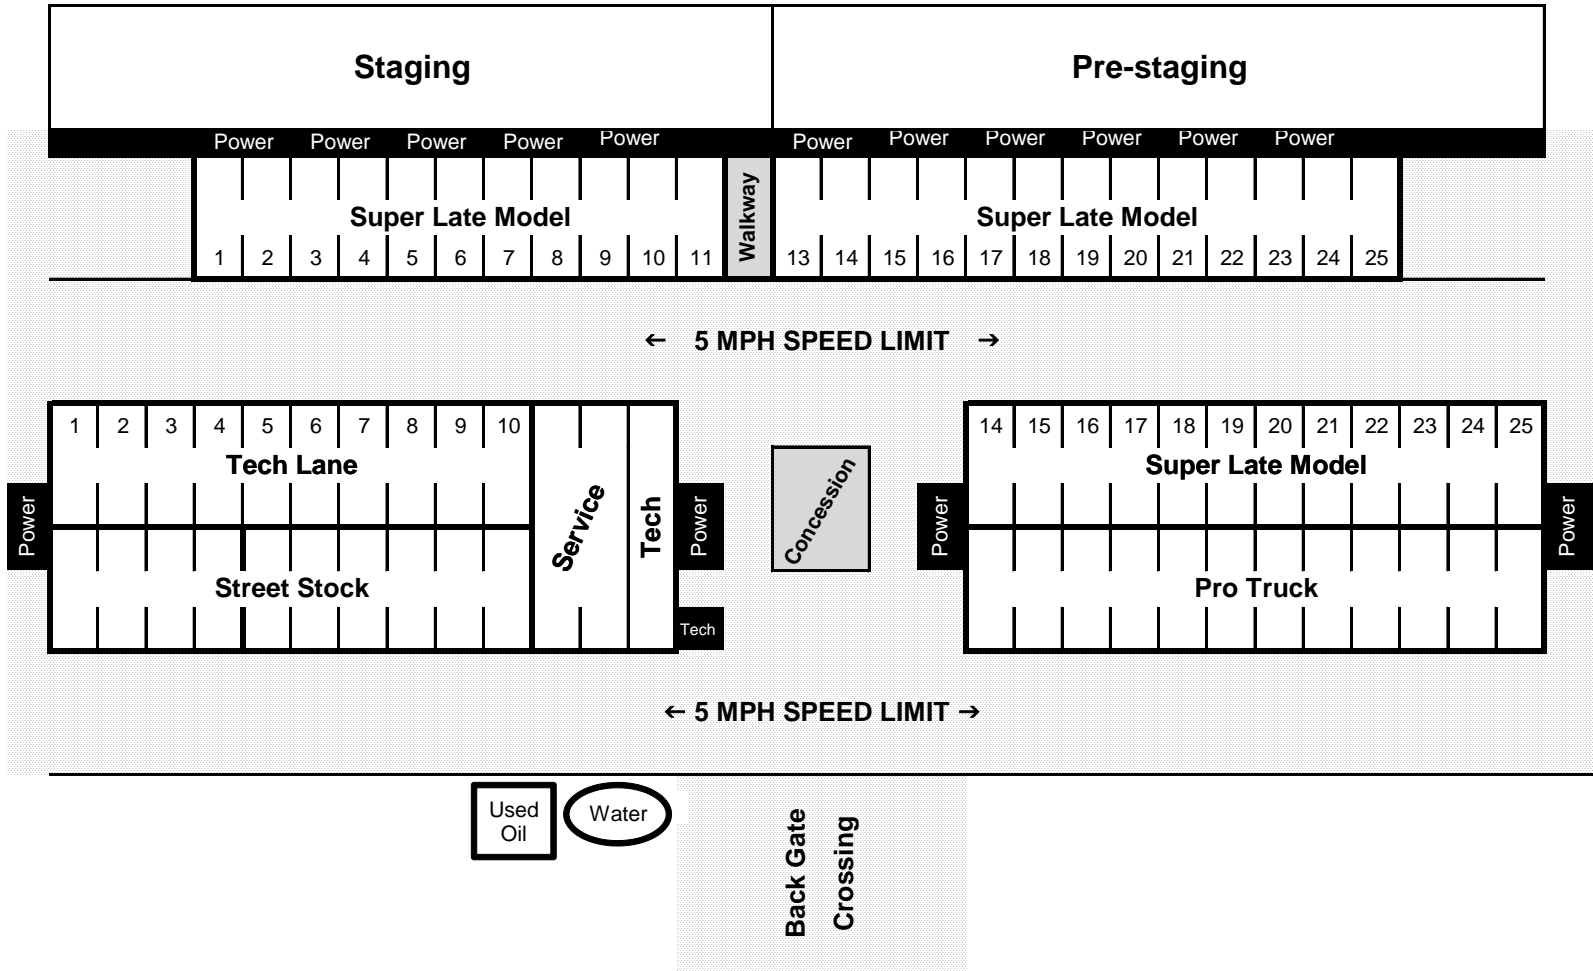 Staging Pre-staging
Power Power Power Power Power Power Power Power Power Power Power
Walkway
Super Late Model Super Late Model
1 2 3 4 5 6 7 8 9 10 11 13 14 15 16 17 18 19 20 21 22 23 24 25
← 5 MPH SPEED LIMIT →
1 2 3 4 5 6 7 8 9 10 14 15 16 17 18 19 20 21 22 23 24 25
Tech Lane Super Late Model
Power Service Tech Power Concession Power Power
Street Stock Pro Truck
Tech
← 5 MPH SPEED LIMIT →
Used
Oil
Water
Back Gate
Crossing